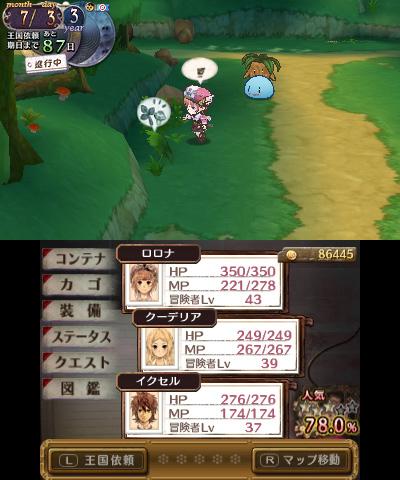 month day
7/ 3 3
year
王国依頼 あと
期日まで 87日
進行中
コンテナ
カゴ
装備
ステータス
クエスト
図鑑
86445
ロロナ
HP 350/350
MP 221/278
冒険者Lv 43
クーデリア
HP 249/249
MP 267/267
冒険者Lv 39
イクセル
HP 276/276
MP 174/174
冒険者Lv 37
人気
78.0%
L 王国依頼
R マップ移動